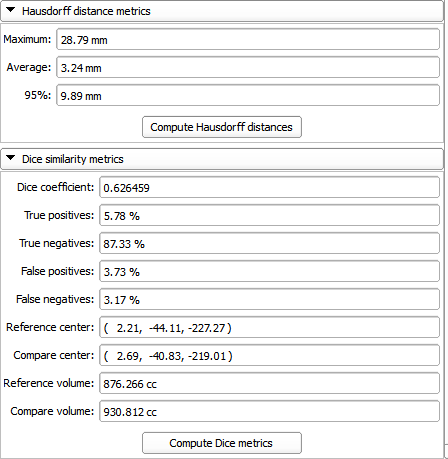 Hausdorff distance metrics
Maximum: 28.79 mm
Average: 3.24 mm
95%: 9.89 mm
Compute Hausdorff distances
Dice similarity metrics
Dice coefficient: 0.626459
True positives: 5.78 %
True negatives: 87.33 %
False positives: 3.73 %
False negatives: 3.17 %
Reference center: ( 2.21, -44.11, -227.27)
Compare center: ( 2.69, -40.83, -219.01)
Reference volume: 876.266 cc
Compare volume: 930.812 cc
Compute Dice metrics